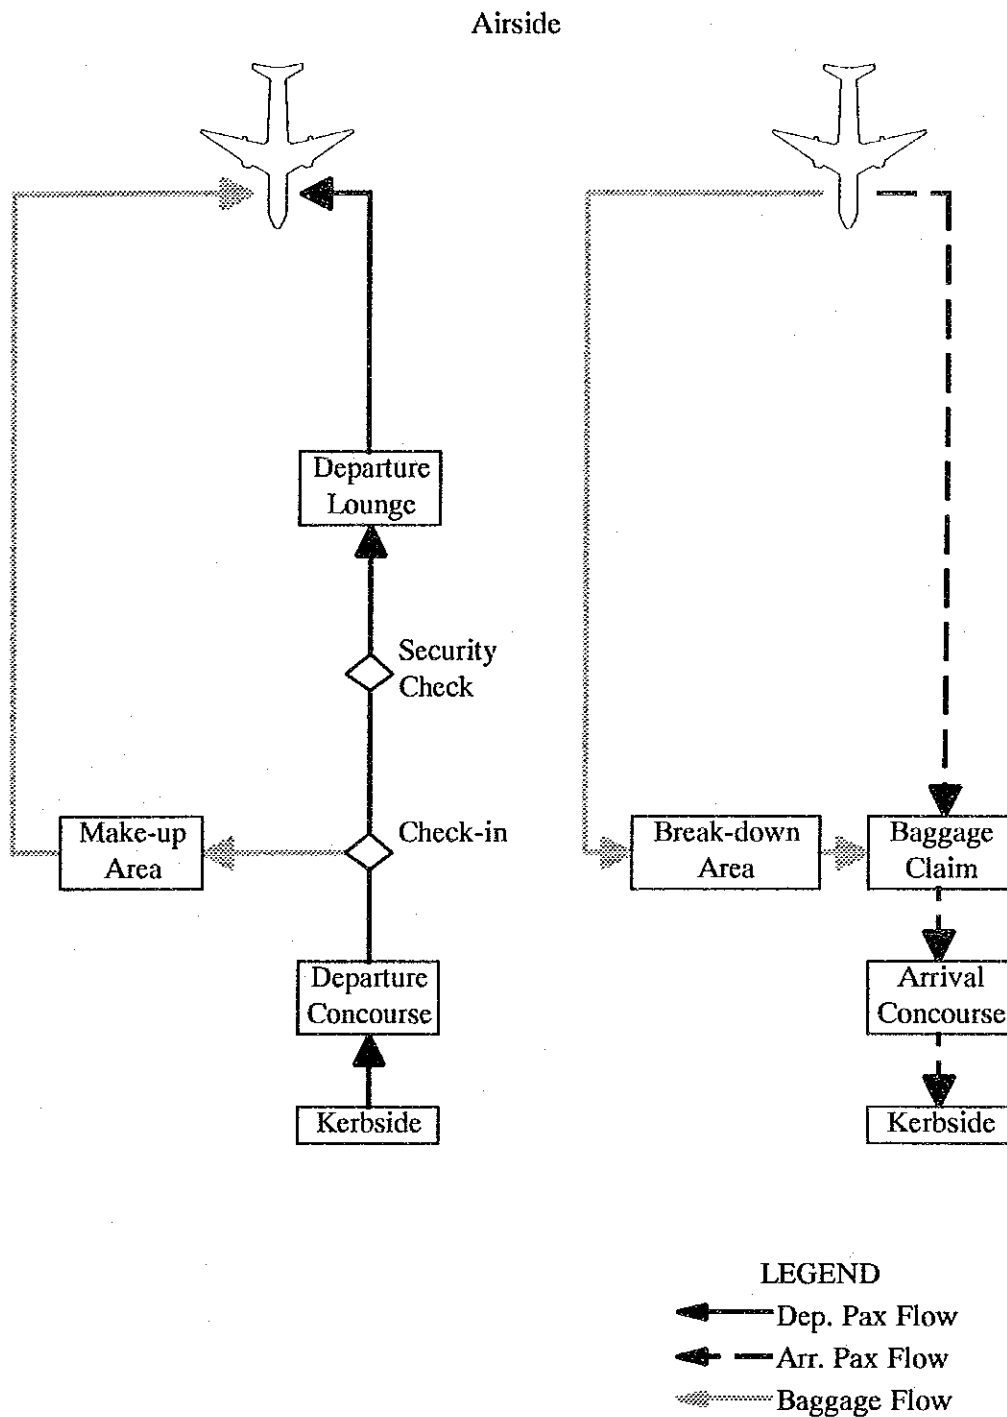 Airside
Departure
Lounge
Security
Check
Make-up
Area
Check-in
Break-down
Area
Baggage
Claim
Departure
Concourse
Arrival
Concourse
Kerbside
Kerbside
LEGEND
Dep. Pax Flow
Arr. Pax Flow
Baggage Flow